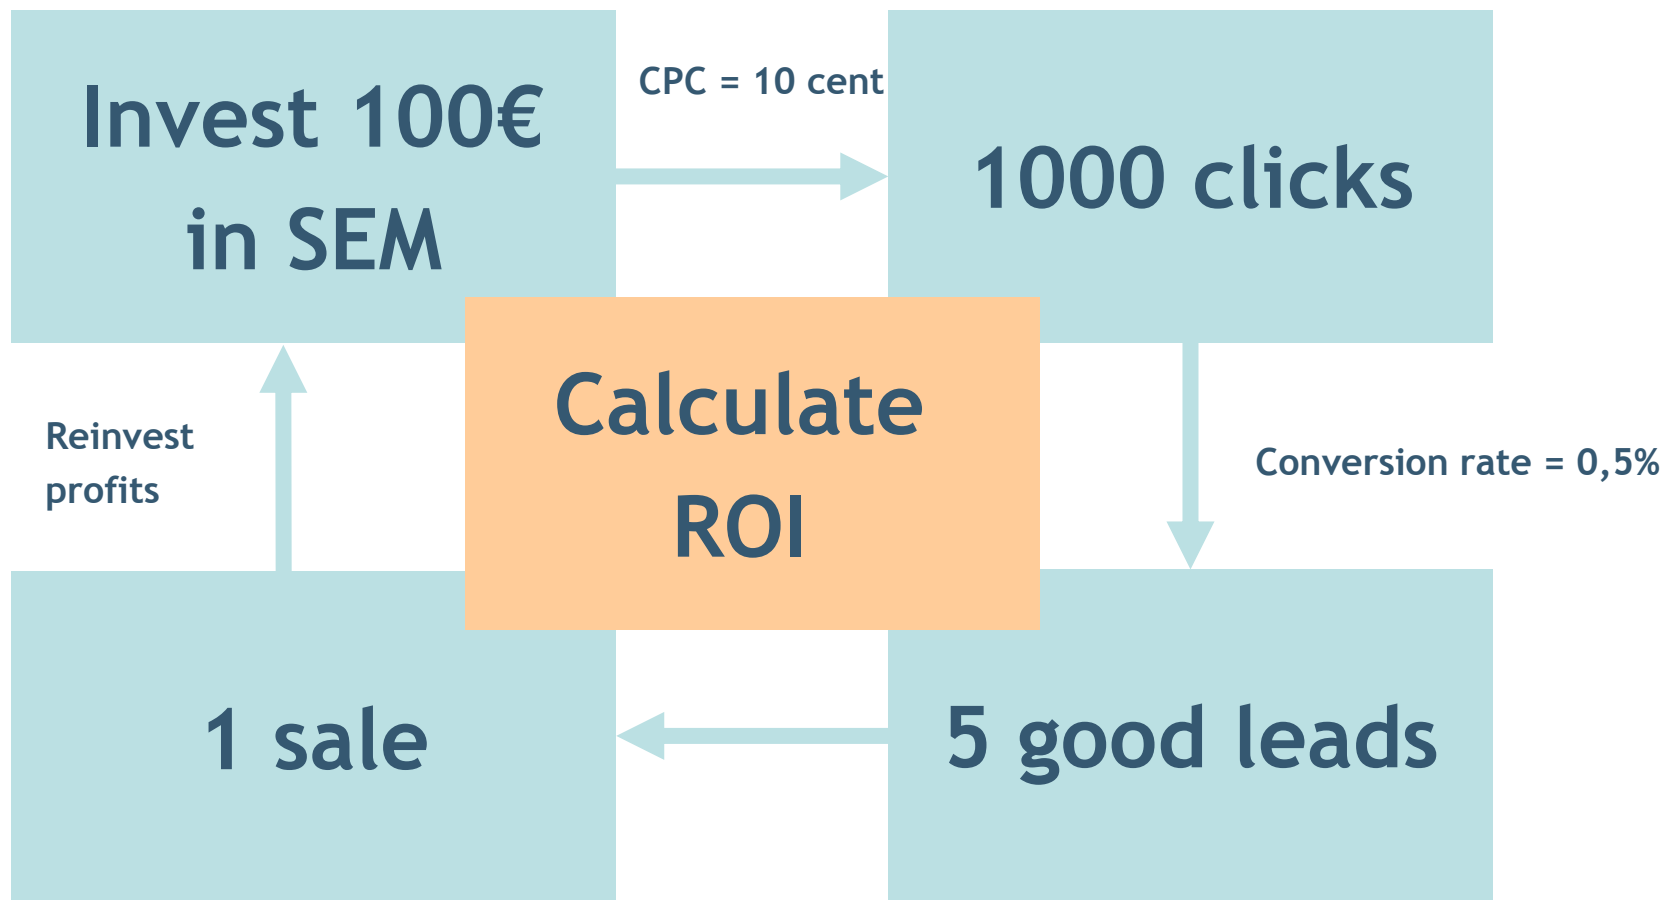 Invest 100€
in SEM
CPC = 10 cent
1000 clicks
Calculate
ROI
Reinvest
profits
Conversion rate = 0,5%
1 sale
5 good leads